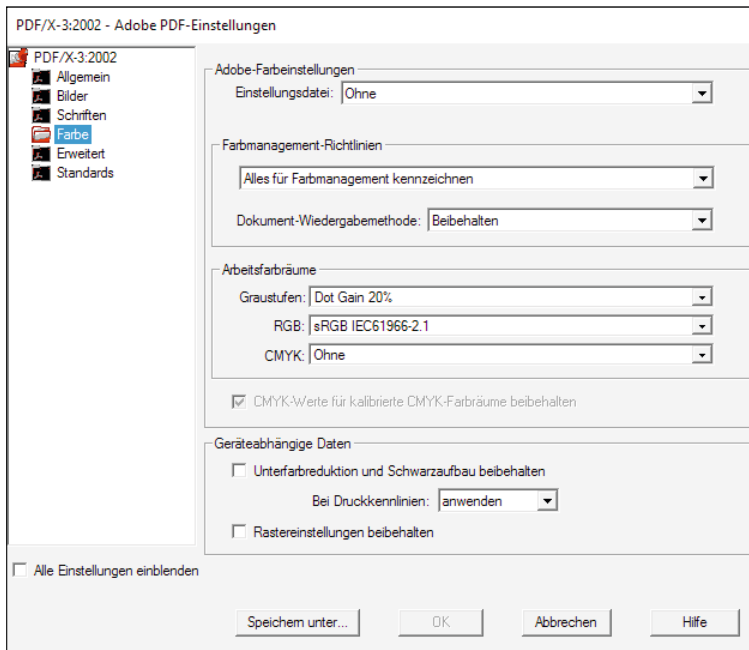 PDF/X-3:2002 - Adobe PDF-Einstellungen
PDF/X-3:2002
Allgemein
Bilder
Schriften
Farbe
Erweitert
Standards
Adobe-Farbeinstellungen
Einstellungsdatei: Ohne
Farbmanagement-Richtlinien
Alles für Farbmanagement kennzeichnen
Dokument-Wiedergabemethode: Beibehalten
Arbeitsfarbräume
Graustufen: Dot Gain 20%
RGB: sRGB IEC61966-2.1
CMYK: Ohne
CMYK-Werte für kalibrierte CMYK-Farbräume beibehalten
Geräteabhängige Daten
Unterfarbreduktion und Schwarzaufbau beibehalten
Bei Druckkennlinien: anwenden
Rastereinstellungen beibehalten
Alle Einstellungen einblenden
Speichern unter... OK Abbrechen Hilfe